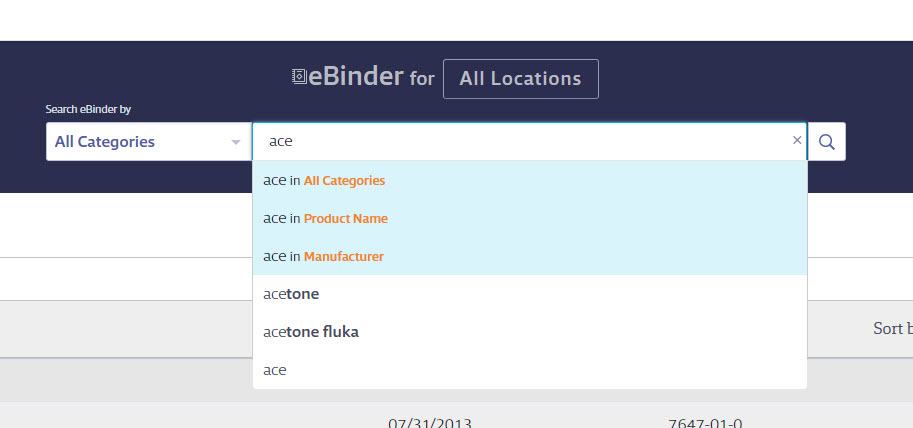 eBinder for All Locations
Search eBinder by
All Categories ace ×
ace in All Categories
ace in Product Name
ace in Manufacturer
acetone
acetone fluka
Sort b
ace
07/31/2013 7647-01-0